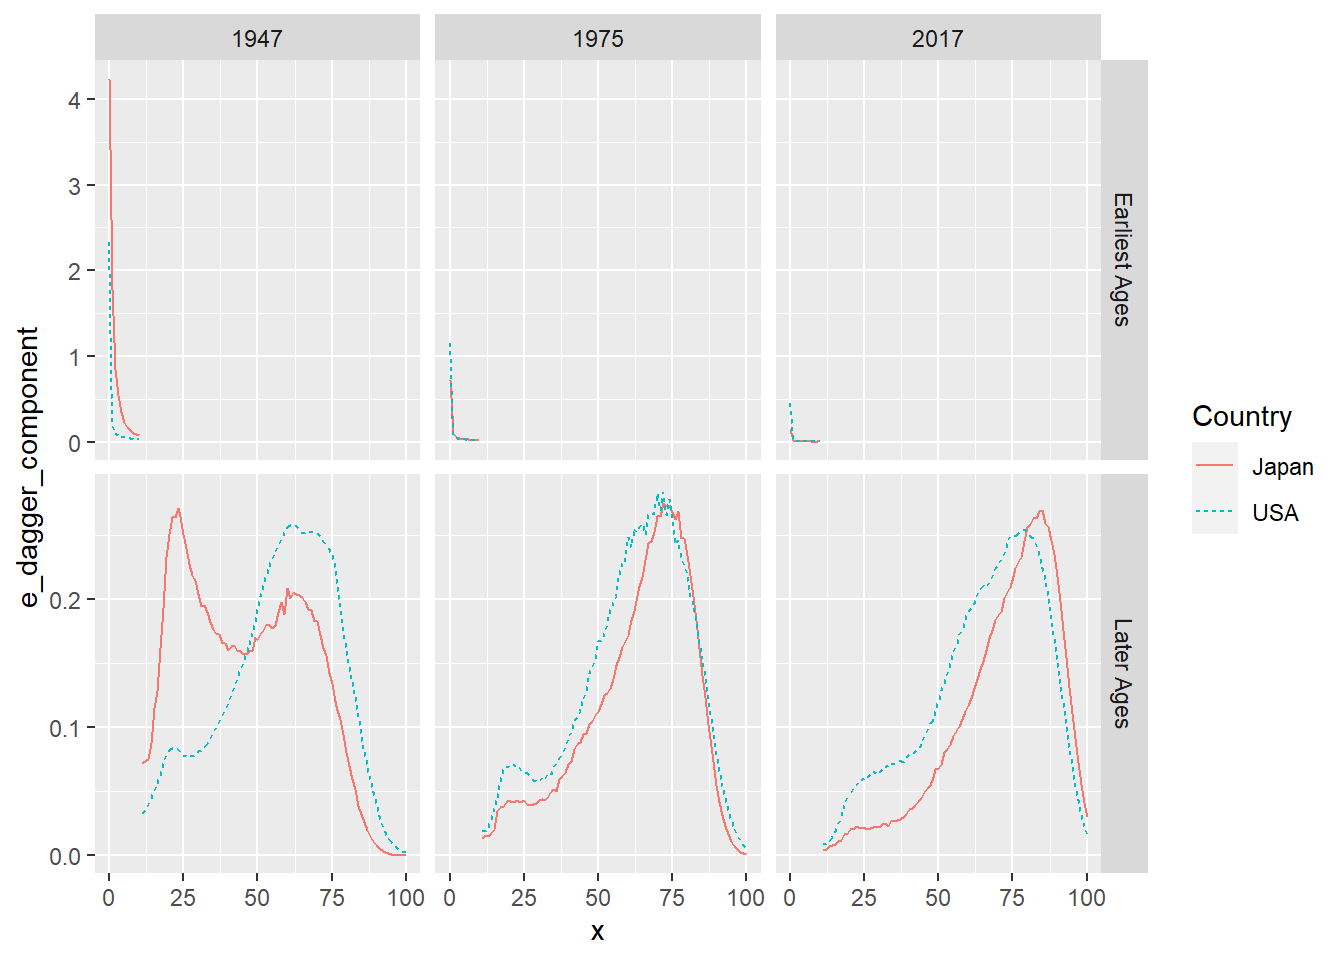 1947 1975 2017
4
3
2
1
0
Earliest Ages
e_dagger_component
0.2
0.1
0.0
Later Ages
0 25 50 75 100 0 25 50 75 100 0 25 50 75 100
x
Country
Japan
USA